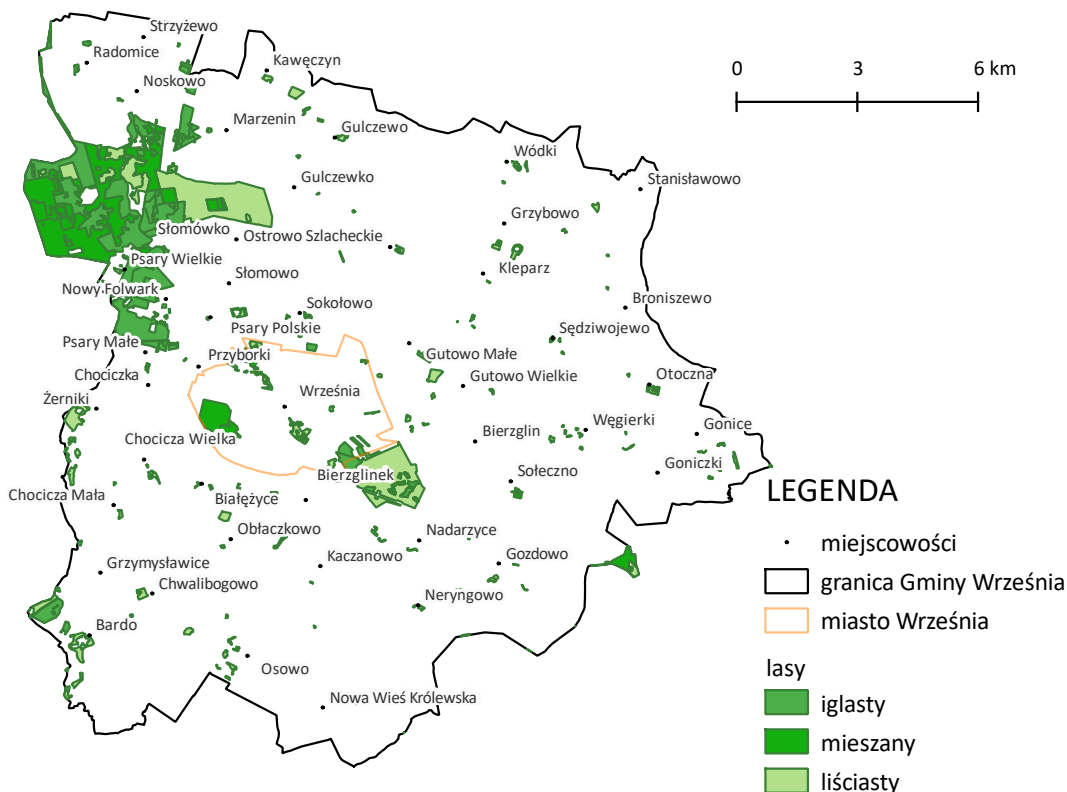 Strzyżewo
Radomice
Kawęczyn
0 3 6 km
Noskowo
Marzenin
Gulczewo
Wódki
Gulczewko
Stanisławowo
Grzybowo
Słomówko
Ostrowo Szlacheckie
Psary Wielkie
Kleparz
Słomowo
Nowy Folwark
Sokołowo
Broniszewo
Psary Polskie
Sędziwojewo
Psary Małe
Przyborki
Gutowo Małe
Chociczka
Gutowo Wielkie
Otoczna
Żerniki
Września
Chocicza Wielka
Bierzglin
Węgierki
Gonice
Bierzglinek
Sołeczno
Goniczki
Chocicza Mała
Białężyce
LEGENDA
Obłaczkowo
Nadarzyce
miejscowości
Kaczanowo
Gozdowo
Grzymysławice
Chwalibogowo
granica Gminy Września
Neryngowo
Bardo
miasto Września
Osowo
lasy
Nowa Wieś Królewska
iglasty
mieszany
liściasty